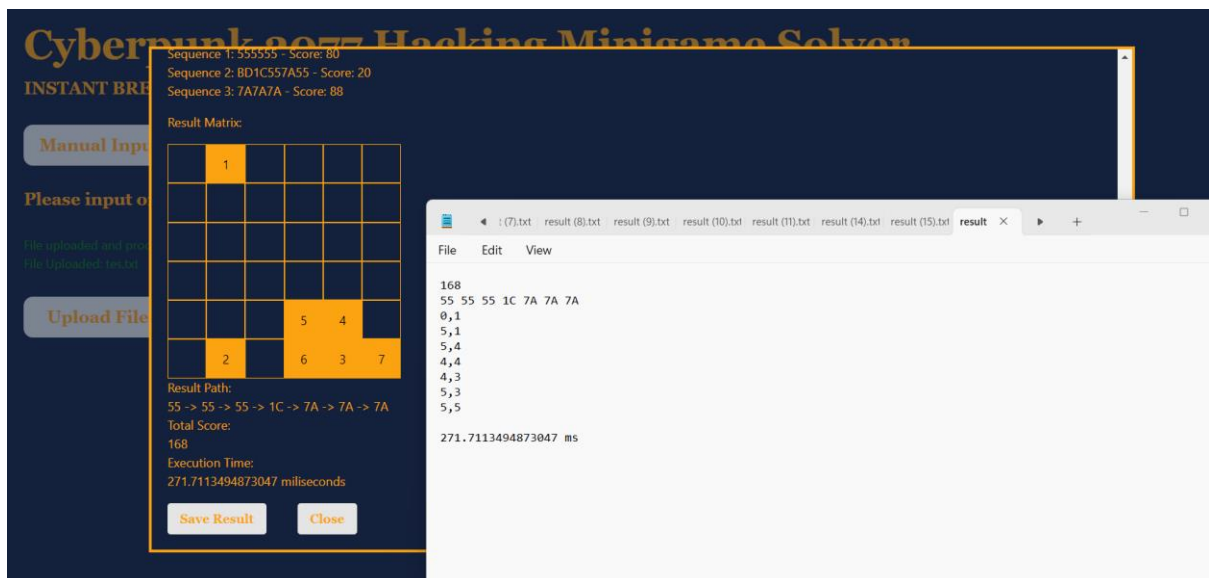 Cyberpunk 2077 Hacking Minigame Solver
INSTANT BRE
Manual Inpu
Please input o
File uploaded and proc
File Uploaded: tes.txt
Upload File
Sequence 1: 555555 - Score: 80
Sequence 2: BD1C557A55 - Score: 20
Sequence 3: 7A7A7A - Score: 88
Result Matrix:
1
5 4
2 6 3 7
Result Path:
55 -> 55 -> 55 -> 1C -> 7A -> 7A -> 7A
Total Score:
168
Execution Time:
271.7113494873047 miliseconds
Save Result Close
(7).txt result (8).txt result (9).txt result (10).txt result (11).txt result (14).txt result (15).txt result
File Edit View
168
55 55 55 1C 7A 7A 7A
0,1
5,1
5,4
4,4
4,3
5,3
5,5
271.7113494873047 ms